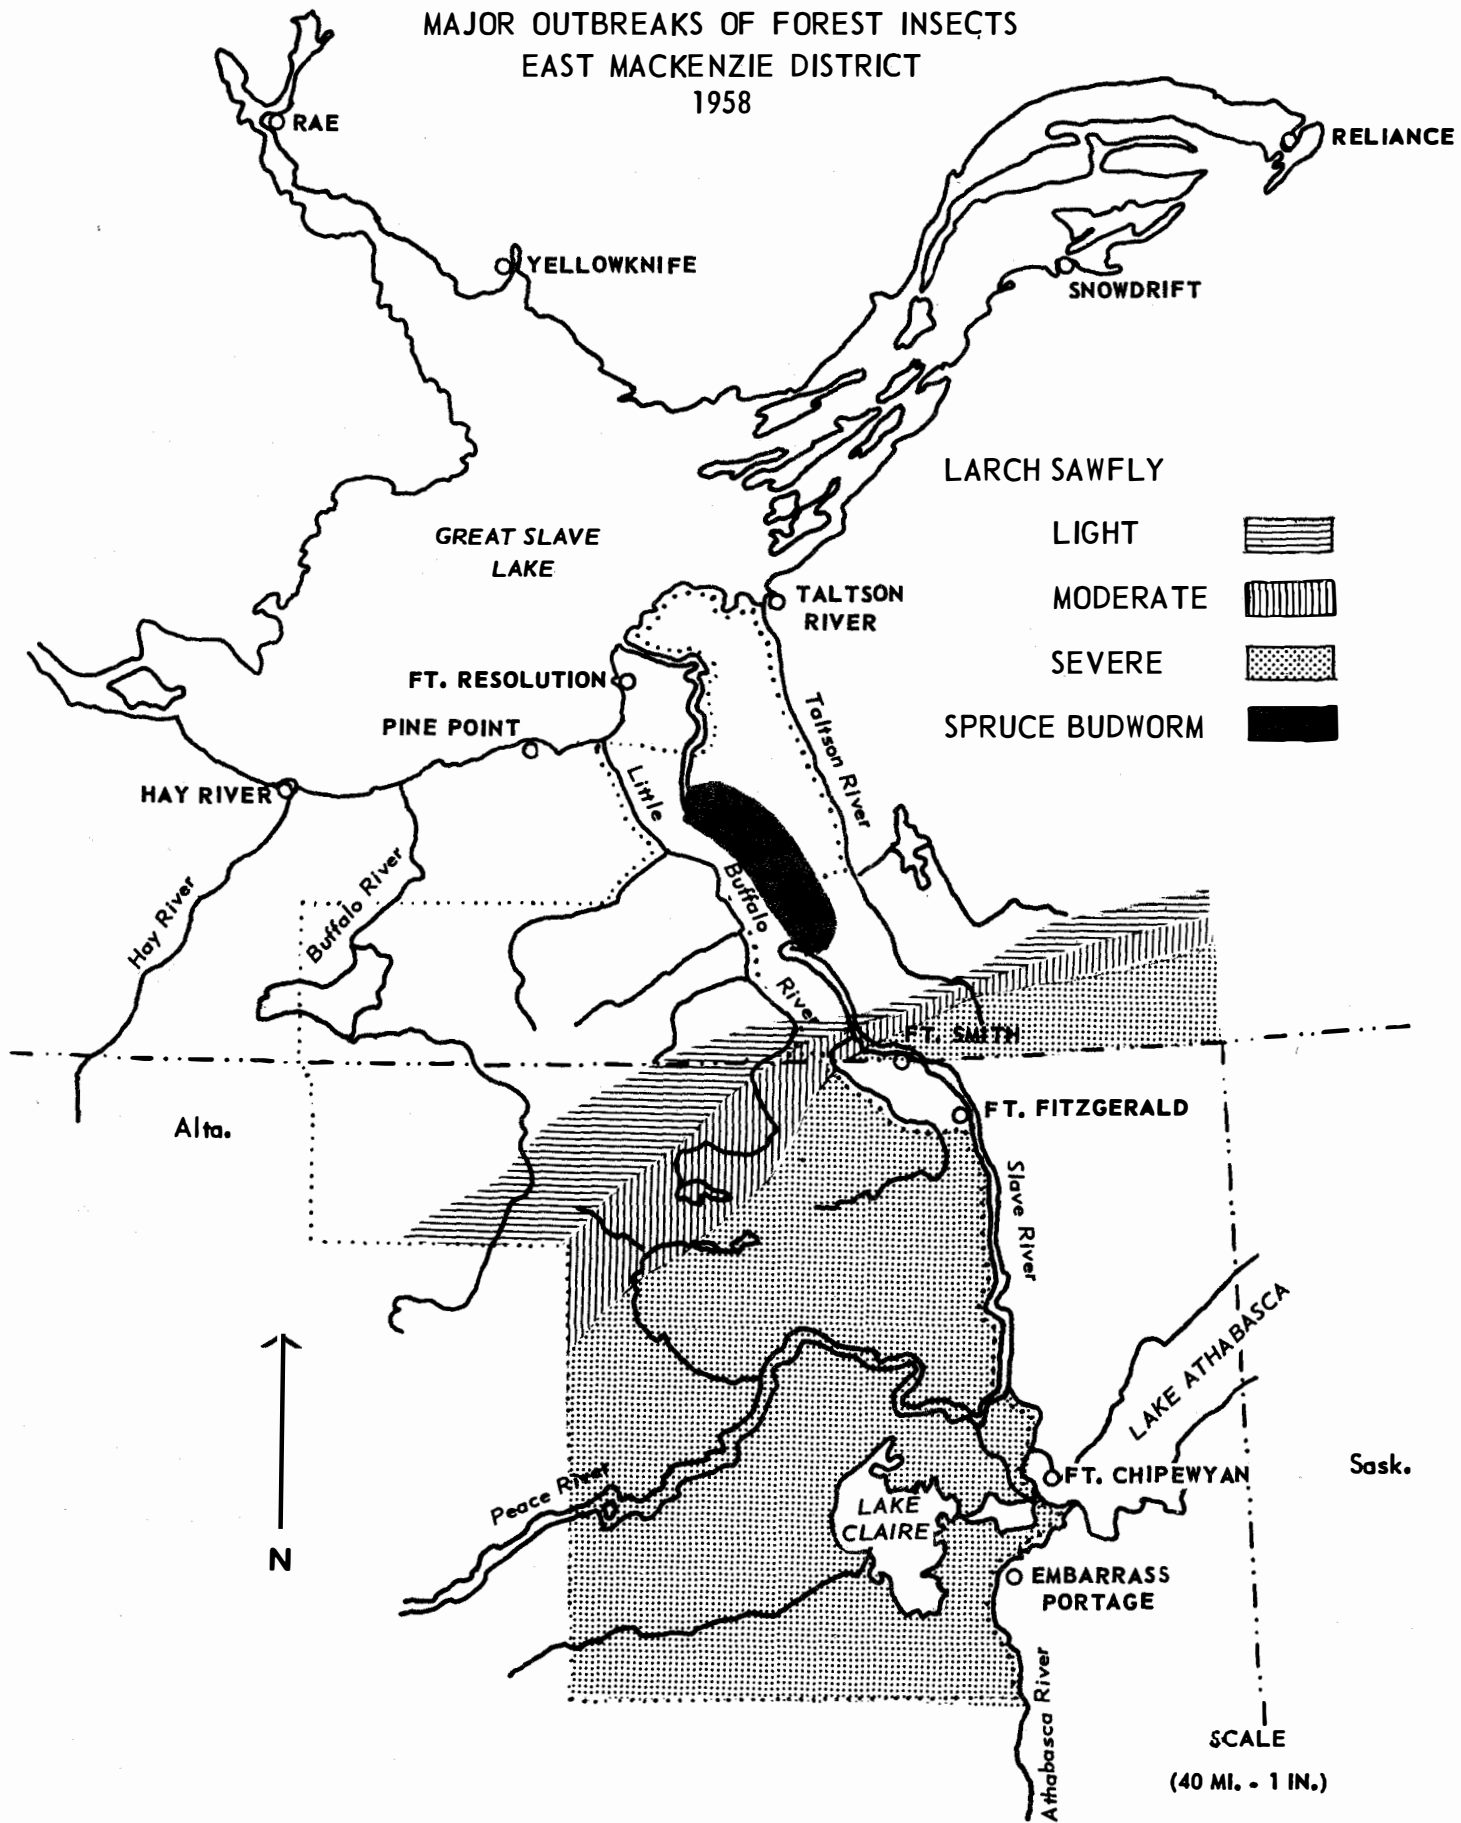 MAJOR OUTBREAKS OF FOREST INSECTS
EAST MACKENZIE DISTRICT
1958
RAE
RELIANCE
YELLOWKNIFE
SNOWDRIFT
LARCH SAWFLY
GREAT SLAVE
LAKE
LIGHT
MODERATE
SEVERE
SPRUCE BUDWORM
TALTSON
RIVER
FT. RESOLUTION
PINE POINT
HAY RIVER
Taltson River
Little
Buffalo
River
Buffalo River
Hay River
FT. SMITH
FT. FITZGERALD
Alta.
Slave River
LAKE ATHABASCA
Sask.
FT. CHIPEWYAN
Peace River
LAKE
CLAIRE
N
EMBARRASS
PORTAGE
Athabasca River
SCALE
(40 MI. - 1 IN.)